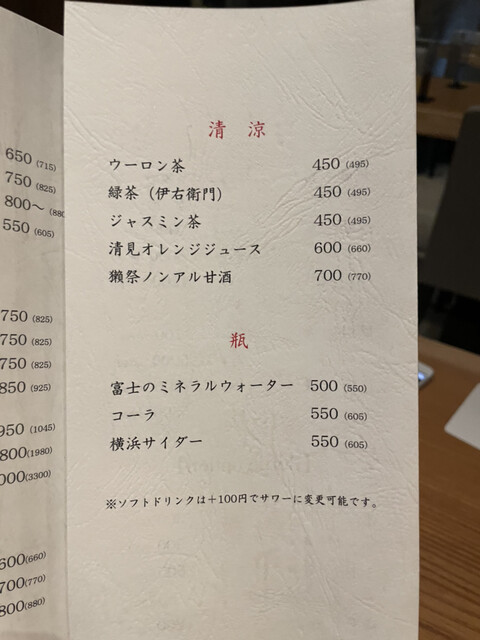 650 (715)
750 (825)
800～ (880
550 (605)
750 (825)
750 (825)
750 (825)
850 (925)
950 (1045)
800 (1980)
000 (3300)
600 (660)
700 (770)
800 (880)
清涼
ウーロン茶 450 (495)
緑茶（伊右衛門） 450 (495)
ジャスミン茶 450 (495)
清見オレンジジュース 600 (660)
獺祭ノンアル甘酒 700 (770)
瓶
富士のミネラルウォーター 500 (550)
コーラ 550 (605)
横浜サイダー 550 (605)
※ソフトドリンクは＋100円でサワーに変更可能です。